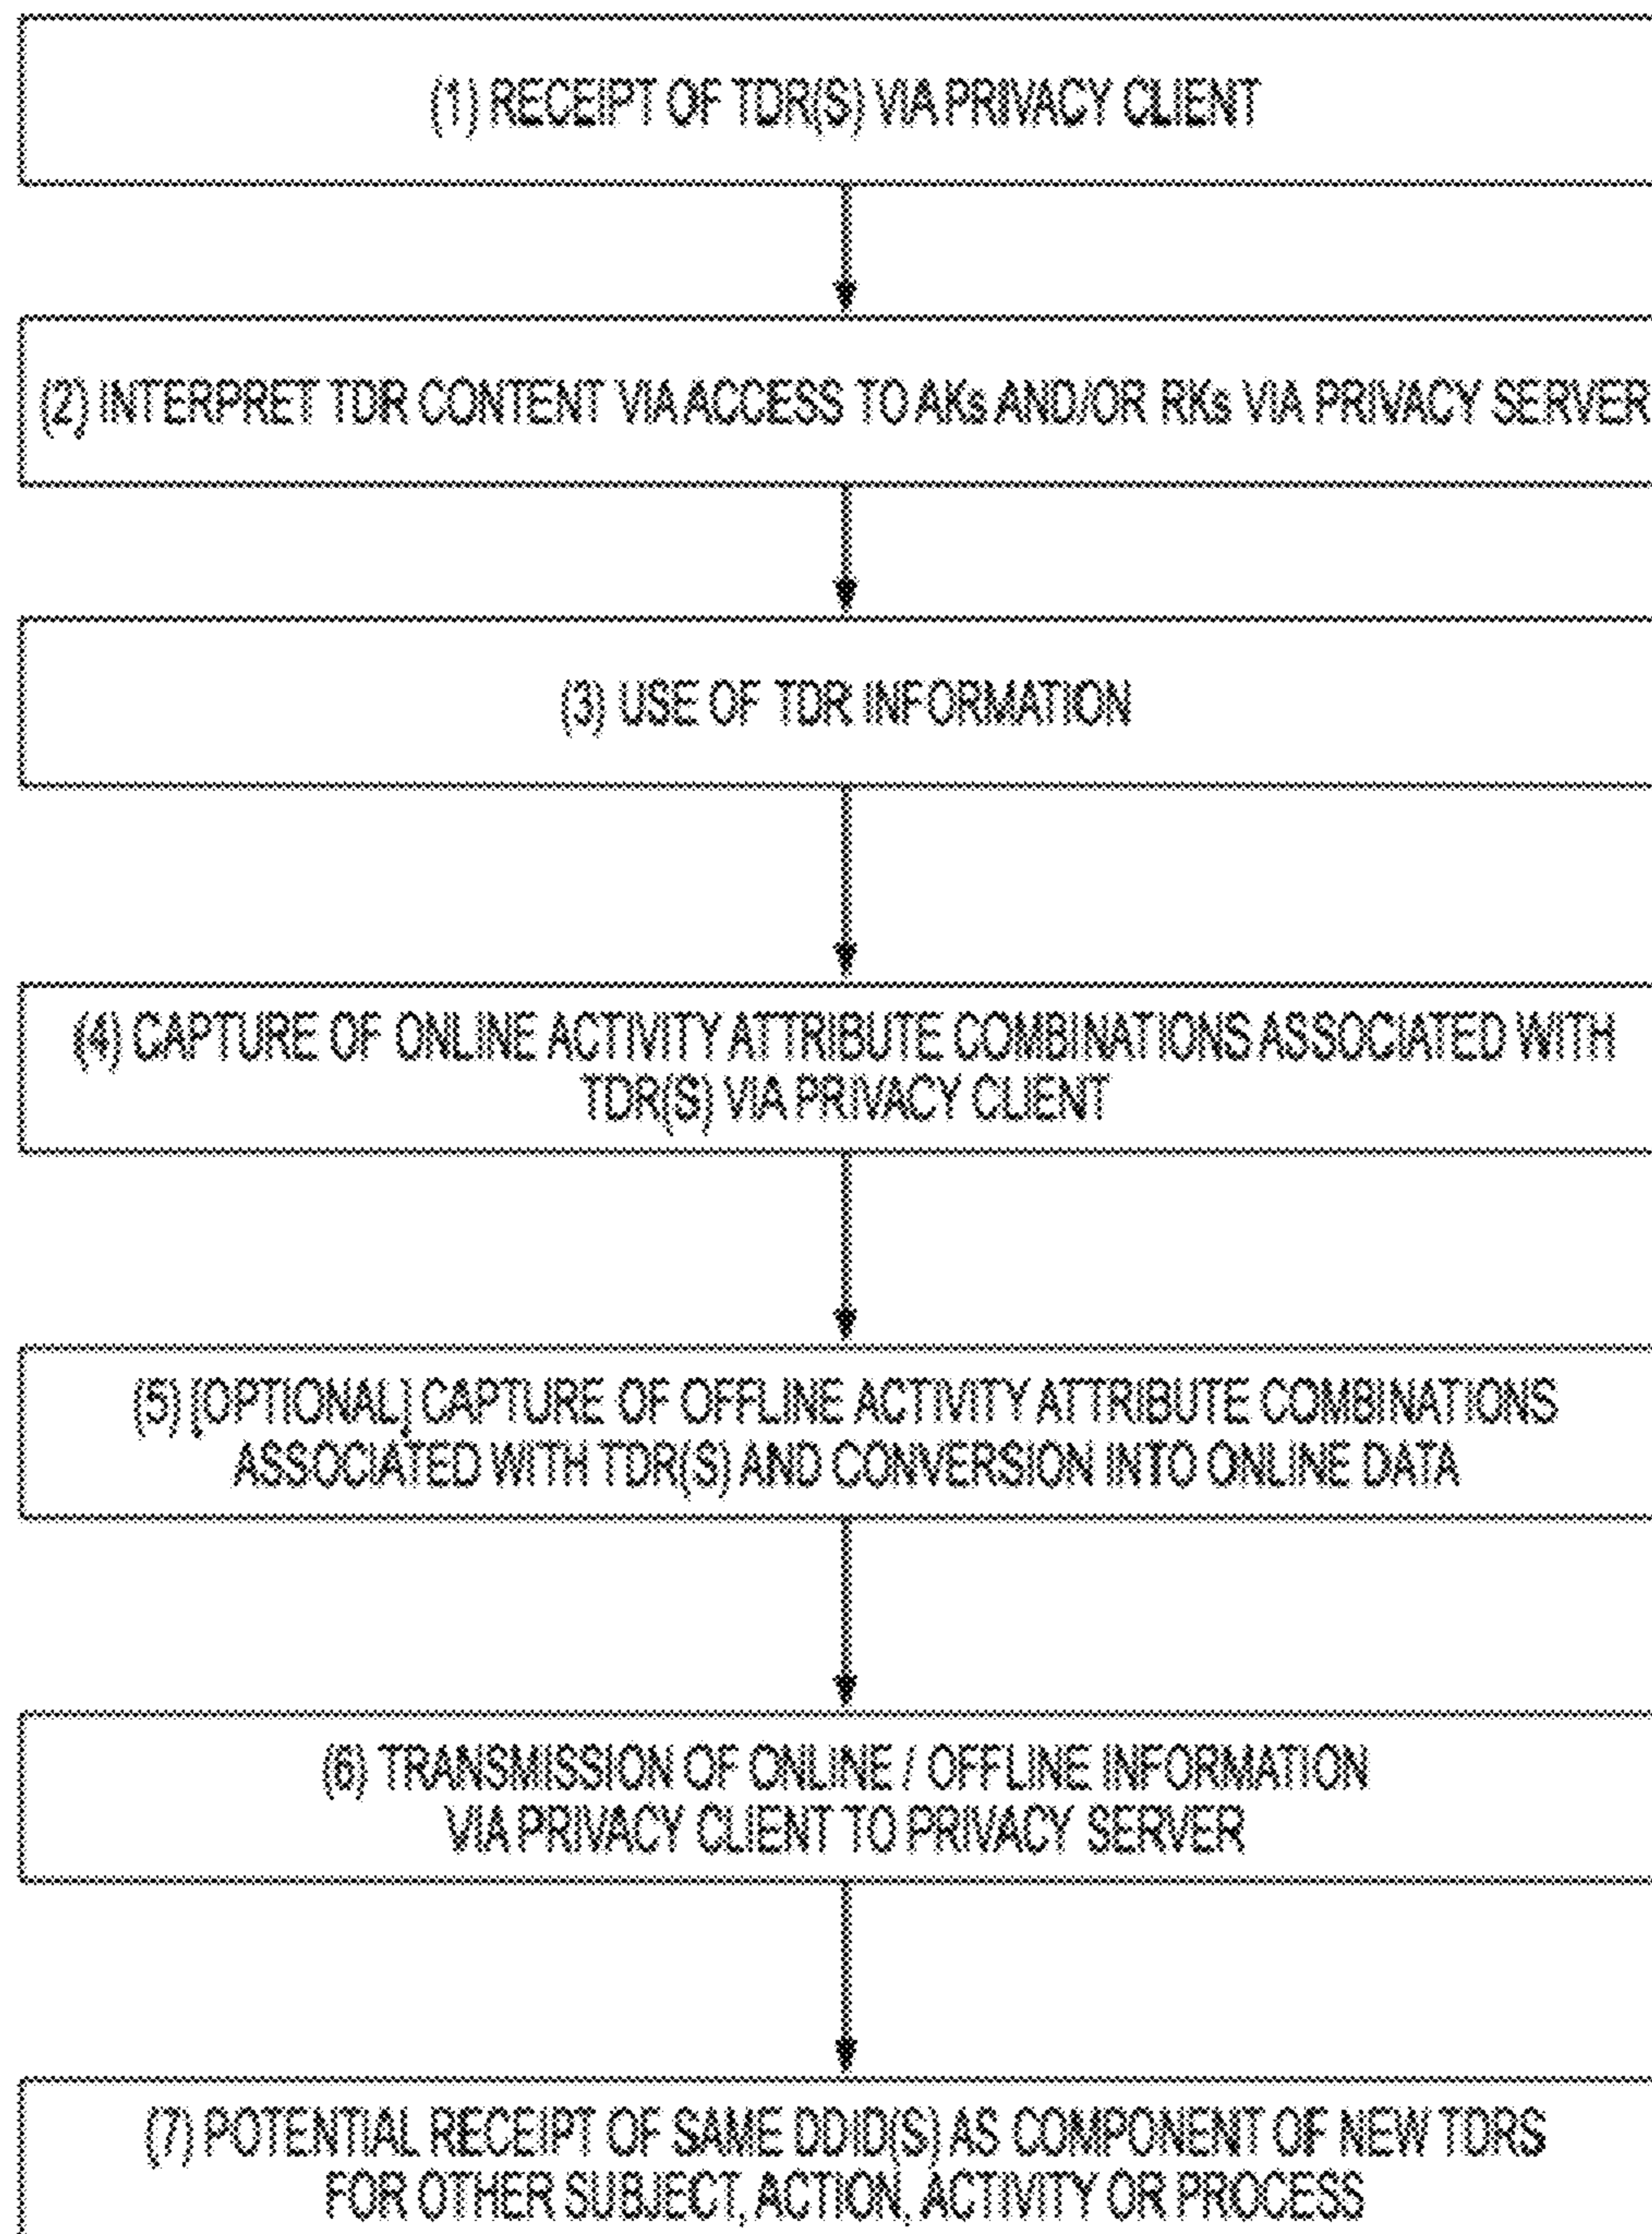 (1) RECEIPT OF TDR(S) VIA PRIVACY CLIENT
(2) INTERPRET TDR CONTENT VIA ACCESS TO AKs AND/OR RKs VIA PRIVACY SERVER
(3) USE OF TDR INFORMATION
(4) CAPTURE OF ONLINE ACTIVITY ATTRIBUTE COMBINATIONS ASSOCIATED WITH
TDR(S) VIA PRIVACY CLIENT
(5) [OPTIONAL] CAPTURE OF OFFLINE ACTIVITY ATTRIBUTE COMBINATIONS
ASSOCIATED WITH TDR(S) AND CONVERSION INTO ONLINE DATA
(6) TRANSMISSION OF ONLINE / OFFLINE INFORMATION
VIA PRIVACY CLIENT TO PRIVACY SERVER
(7) POTENTIAL RECEIPT OF SAME DDID(S) AS COMPONENT OF NEW TDRS
FOR OTHER SUBJECT, ACTION, ACTIVITY OR PROCESS